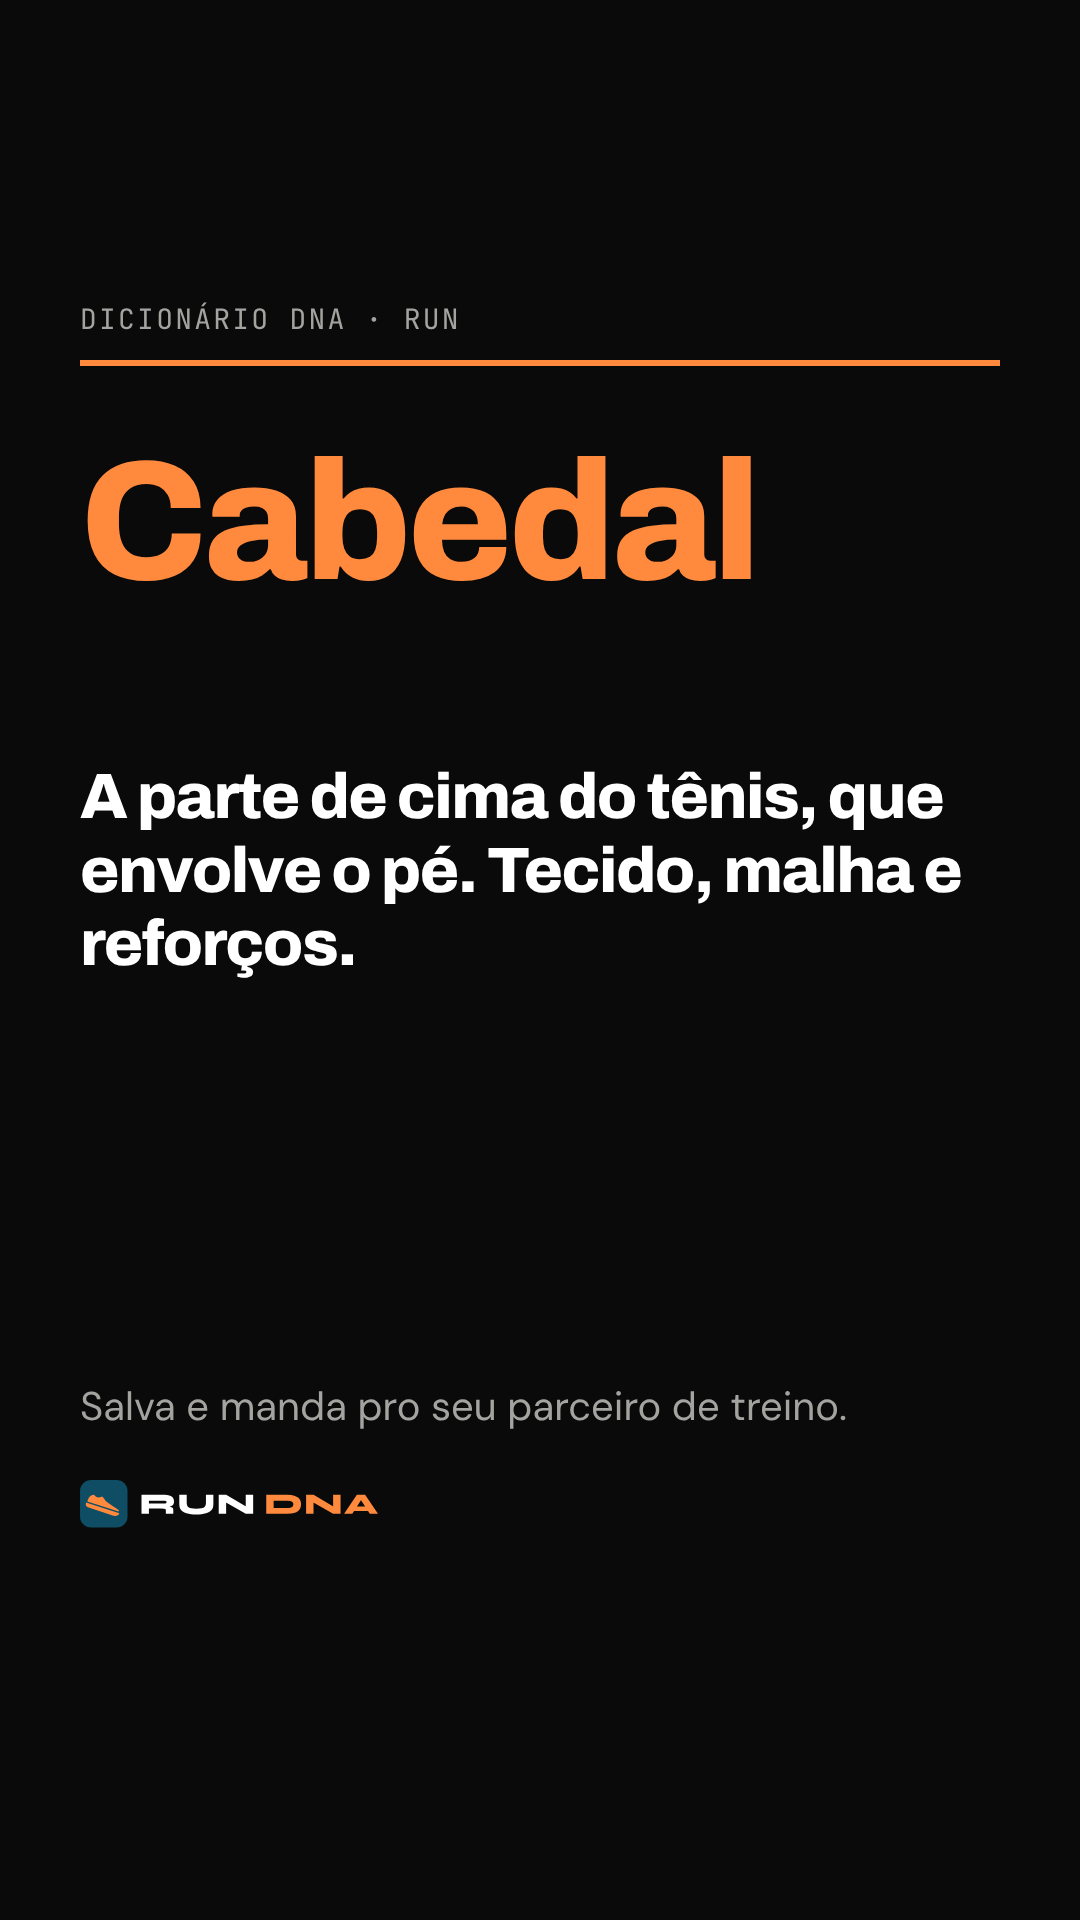 DICIONÁRIO DNA · RUN
Cabedal
A parte de cima do tênis, que
envolve o pé. Tecido, malha e
reforços.
Salva e manda pro seu parceiro de treino.
RUN DNA